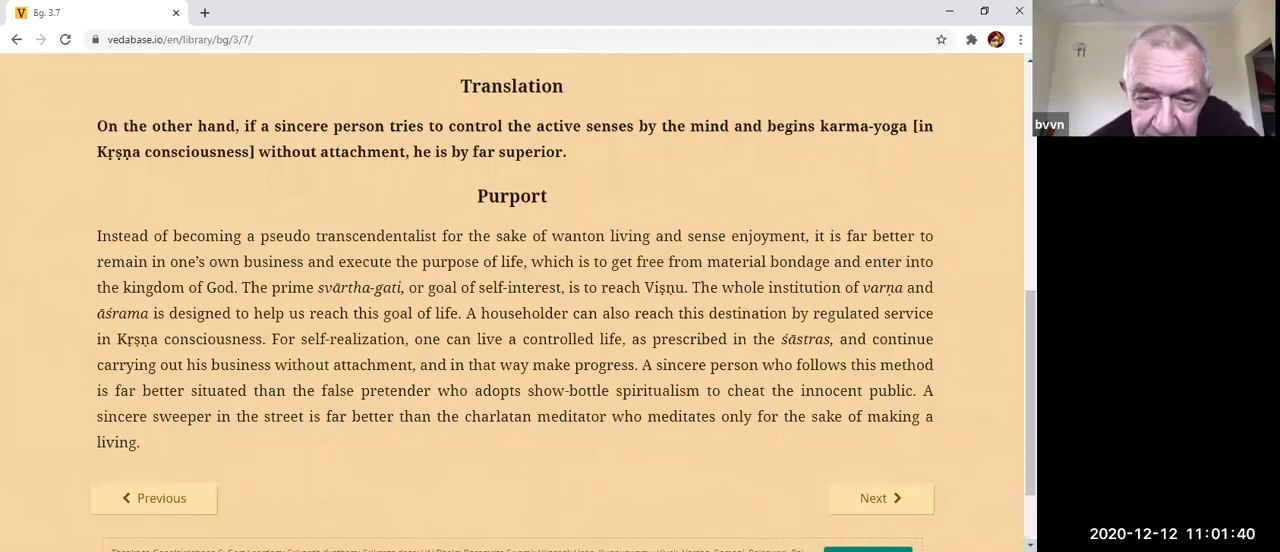 V Bg. 3.7
vedabase.io/en/library/bg/3/7/
Translation
On the other hand, if a sincere person tries to control the active senses by the mind and begins karma-yoga [in
Kṛṣṇa consciousness] without attachment, he is by far superior.
Purport
Instead of becoming a pseudo transcendentalist for the sake of wanton living and sense enjoyment, it is far better to
remain in one’s own business and execute the purpose of life, which is to get free from material bondage and enter into
the kingdom of God. The prime svārtha-gati, or goal of self-interest, is to reach Viṣṇu. The whole institution of varṇa and
āśrama is designed to help us reach this goal of life. A householder can also reach this destination by regulated service
in Kṛṣṇa consciousness. For self-realization, one can live a controlled life, as prescribed in the śāstras, and continue
carrying out his business without attachment, and in that way make progress. A sincere person who follows this method
is far better situated than the false pretender who adopts show-bottle spiritualism to cheat the innocent public. A
sincere sweeper in the street is far better than the charlatan meditator who meditates only for the sake of making a
living.
Previous
Next
bvvn
2020-12-12 11:01:40